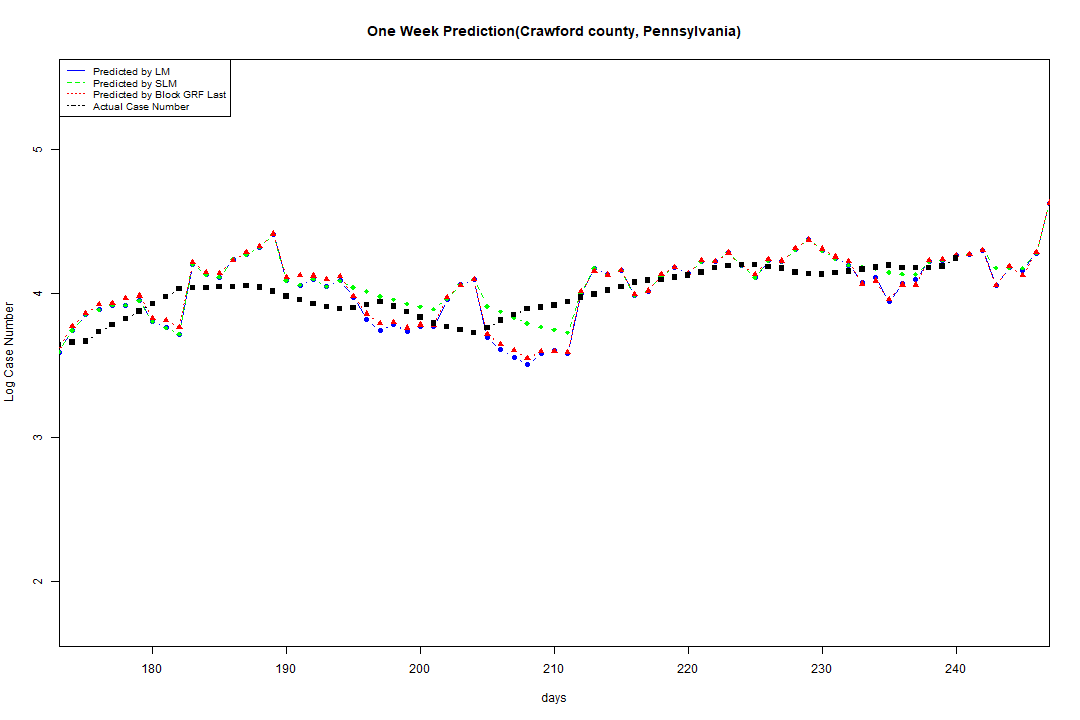 One Week Prediction(Crawford county, Pennsylvania)
Predicted by LM
Predicted by SLM
Predicted by Block GRF Last
Actual Case Number
5
4
3
2
Log Case Number
180 190 200 210 220 230 240
days